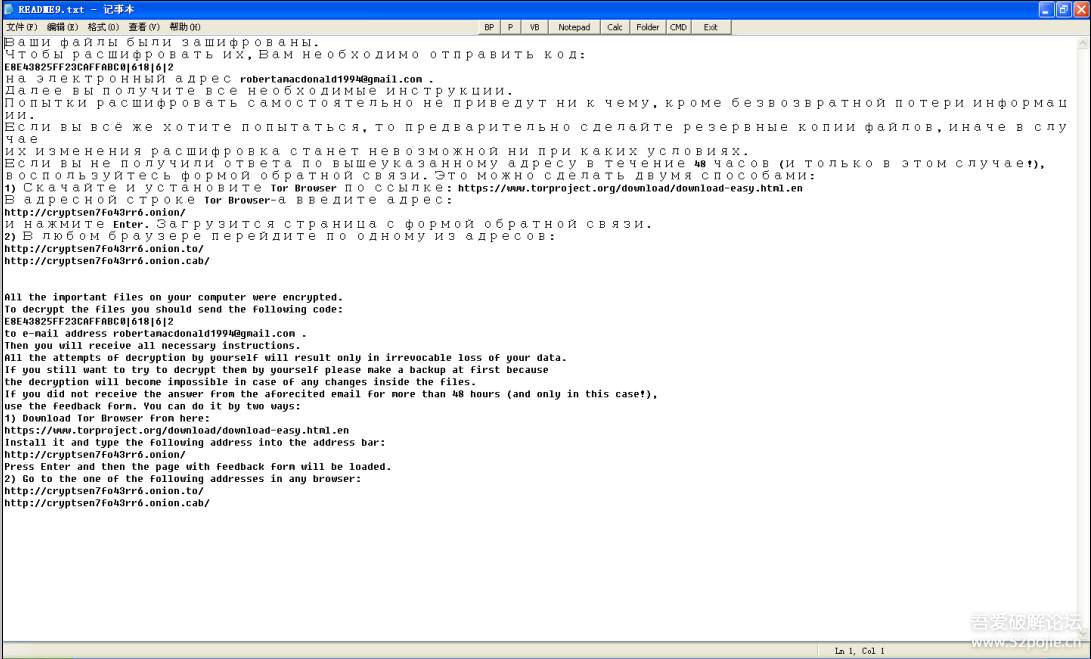 README9.txt - 记事本
文件(F) 编辑(E) 格式(O) 查看(V) 帮助(H) BP P VB Notepad Calc Folder CMD Exit
Ваши файлы были зашифрованы.
Чтобы расшифровать их, Вам необходимо отправить код:
E8E43825FF23CAFFABC0|618|6|2
на электронный адрес robertamacdonald1994@gmail.com .
Далее вы получите все необходимые инструкции.
Попытки расшифровать самостоятельно не приведут ни к чему, кроме безвозвратной потери информац
ии.
Если вы всё же хотите попытаться, то предварительно сделайте резервные копии файлов, иначе в слу
чае
их изменения расшифровка станет невозможной ни при каких условиях.
Если вы не получили ответа по вышеуказанному адресу в течение 48 часов (и только в этом случае!),
воспользуйтесь формой обратной связи. Это можно сделать двумя способами:
1) Скачайте и установите Tor Browser по ссылке: https://www.torproject.org/download/download-easy.html.en
В адресной строке Tor Browser-а введите адрес:
http://cryptsen7fo43rr6.onion/
и нажмите Enter. Загрузится страница с формой обратной связи.
2) В любом браузере перейдите по одному из адресов:
http://cryptsen7fo43rr6.onion.to/
http://cryptsen7fo43rr6.onion.cab/
All the important files on your computer were encrypted.
To decrypt the files you should send the following code:
E8E43825FF23CAFFABC0|618|6|2
to e-mail address robertamacdonald1994@gmail.com .
Then you will receive all necessary instructions.
All the attempts of decryption by yourself will result only in irrevocable loss of your data.
If you still want to try to decrypt them by yourself please make a backup at first because
the decryption will become impossible in case of any changes inside the files.
If you did not receive the answer from the aforecited email for more than 48 hours (and only in this case!),
use the feedback form. You can do it by two ways:
1) Download Tor Browser from here:
https://www.torproject.org/download/download-easy.html.en
Install it and type the following address into the address bar:
http://cryptsen7fo43rr6.onion/
Press Enter and then the page with feedback form will be loaded.
2) Go to the one of the following addresses in any browser:
http://cryptsen7fo43rr6.onion.to/
http://cryptsen7fo43rr6.onion.cab/
吾爱破解论坛
www.52pojie.cn
Ln 1, Col 1